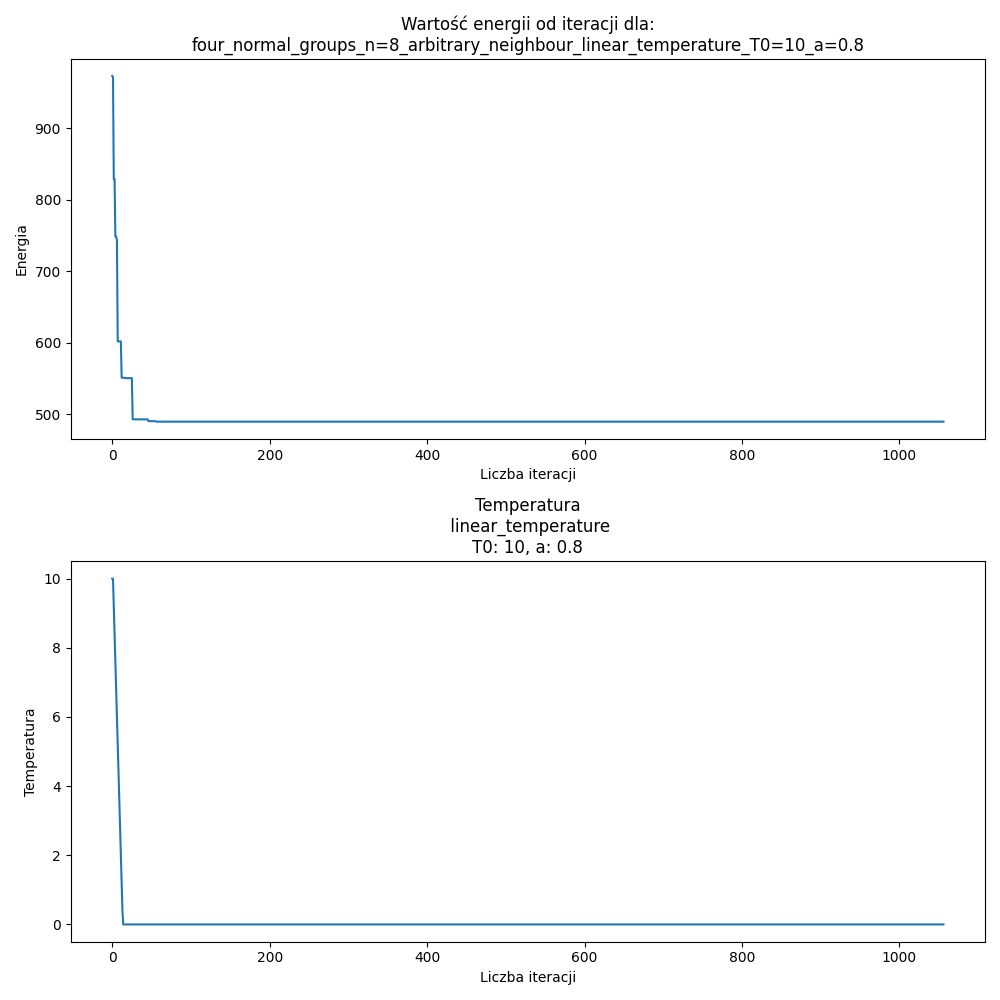 Wartość energii od iteracji dla:
four_normal_groups_n=8_arbitrary_neighbour_linear_temperature_T0=10_a=0.8
900
800
700
600
500
Energia
0 200 400 600 800 1000
Liczba iteracji
Temperatura
linear_temperature
T0: 10, a: 0.8
10
8
6
4
2
0
Temperatura
0 200 400 600 800 1000
Liczba iteracji